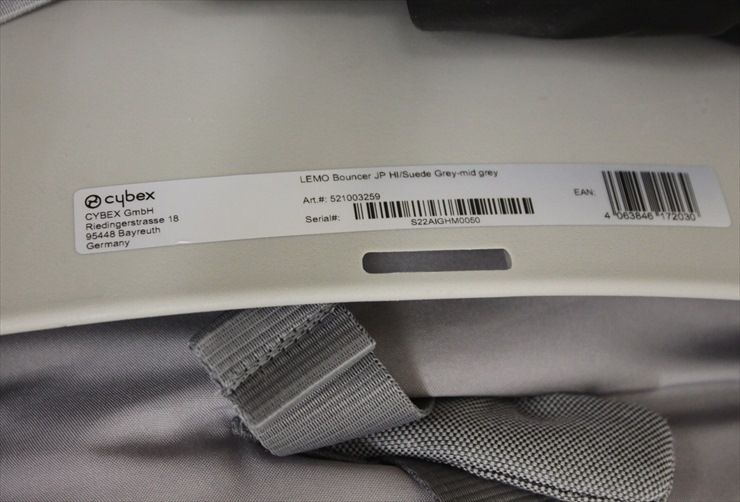 cybex
CYBEX GmbH
Riedingerstrasse 18
95448 Bayreuth
Germany
LEMO Bouncer JP HI/Suede Grey-mid grey
Art.#: 521003259
Serial#:
S22AIGHM0050
EAN:
4 063846 172030